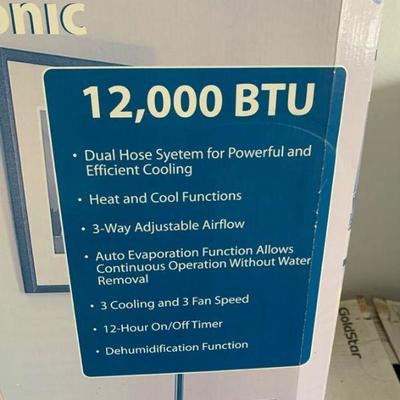 onic
12,000 BTU
• Dual Hose Syetem for Powerful and
Efficient Cooling
• Heat and Cool Functions
• 3-Way Adjustable Airflow
• Auto Evaporation Function Allows
Continuous Operation Without Water
Removal
• 3 Cooling and 3 Fan Speed
• 12-Hour On/Off Timer
• Dehumidification Function
GoldStar